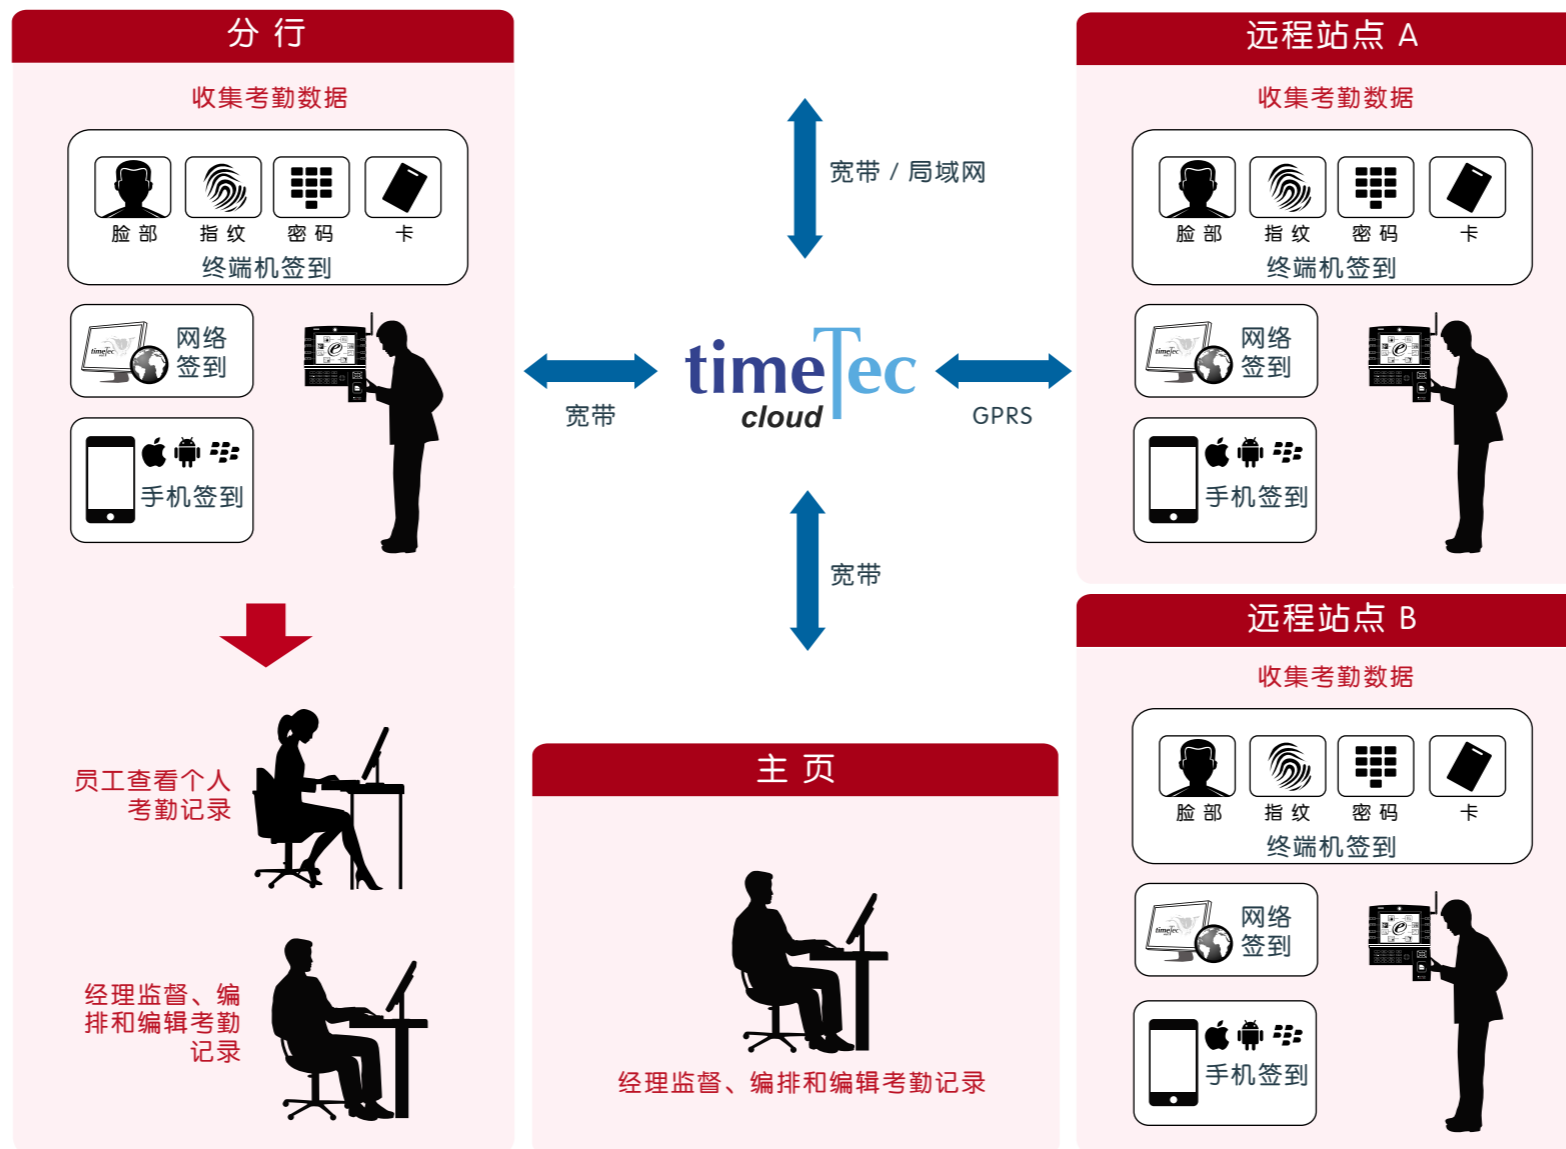 分 行
收集考勤数据
脸 部
指 纹
密 码
卡
终端机签到
网络
签到
手机签到
员工查看个人
考勤记录
经理监督、编
排和编辑考勤
记录
宽带 / 局域网
宽带
timeTec
cloud
GPRS
宽带
主 页
经理监督、编排和编辑考勤记录
远程站点 A
收集考勤数据
脸 部
指 纹
密 码
卡
终端机签到
网络
签到
手机签到
远程站点 B
收集考勤数据
脸 部
指 纹
密 码
卡
终端机签到
网络
签到
手机签到